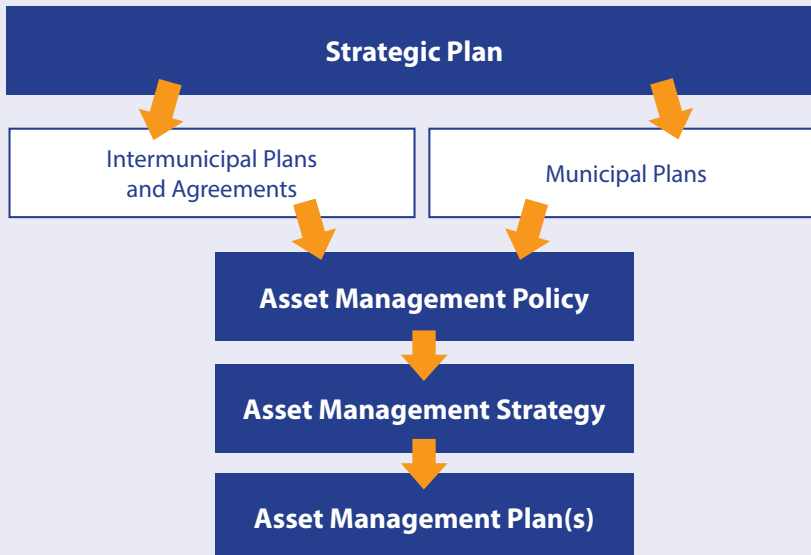 Strategic Plan
Intermunicipal Plans
and Agreements
Municipal Plans
Asset Management Policy
Asset Management Strategy
Asset Management Plan(s)